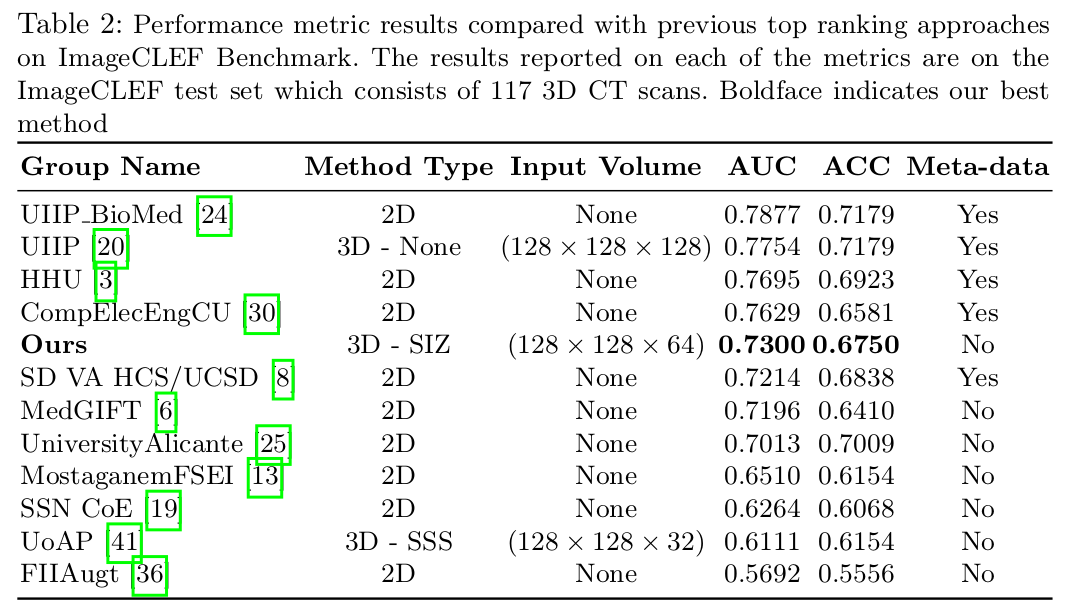 Table 2: Performance metric results compared with previous top ranking approaches
on ImageCLEF Benchmark. The results reported on each of the metrics are on the
ImageCLEF test set which consists of 117 3D CT scans. Boldface indicates our best
method
Group Name Method Type Input Volume AUC ACC Meta-data
UIIP_BioMed [24] 2D None 0.7877 0.7179 Yes
UIIP [20] 3D - None (128 × 128 × 128) 0.7754 0.7179 Yes
HHU [3] 2D None 0.7695 0.6923 Yes
CompElecEngCU [30] 2D None 0.7629 0.6581 Yes
Ours 3D - SIZ (128 × 128 × 64) 0.7300 0.6750 No
SD VA HCS/UCSD [8] 2D None 0.7214 0.6838 Yes
MedGIFT [6] 2D None 0.7196 0.6410 No
UniversityAlicante [25] 2D None 0.7013 0.7009 No
MostaganemFSEI [13] 2D None 0.6510 0.6154 No
SSN CoE [19] 2D None 0.6264 0.6068 No
UoAP [41] 3D - SSS (128 × 128 × 32) 0.6111 0.6154 No
FIIAugt [36] 2D None 0.5692 0.5556 No